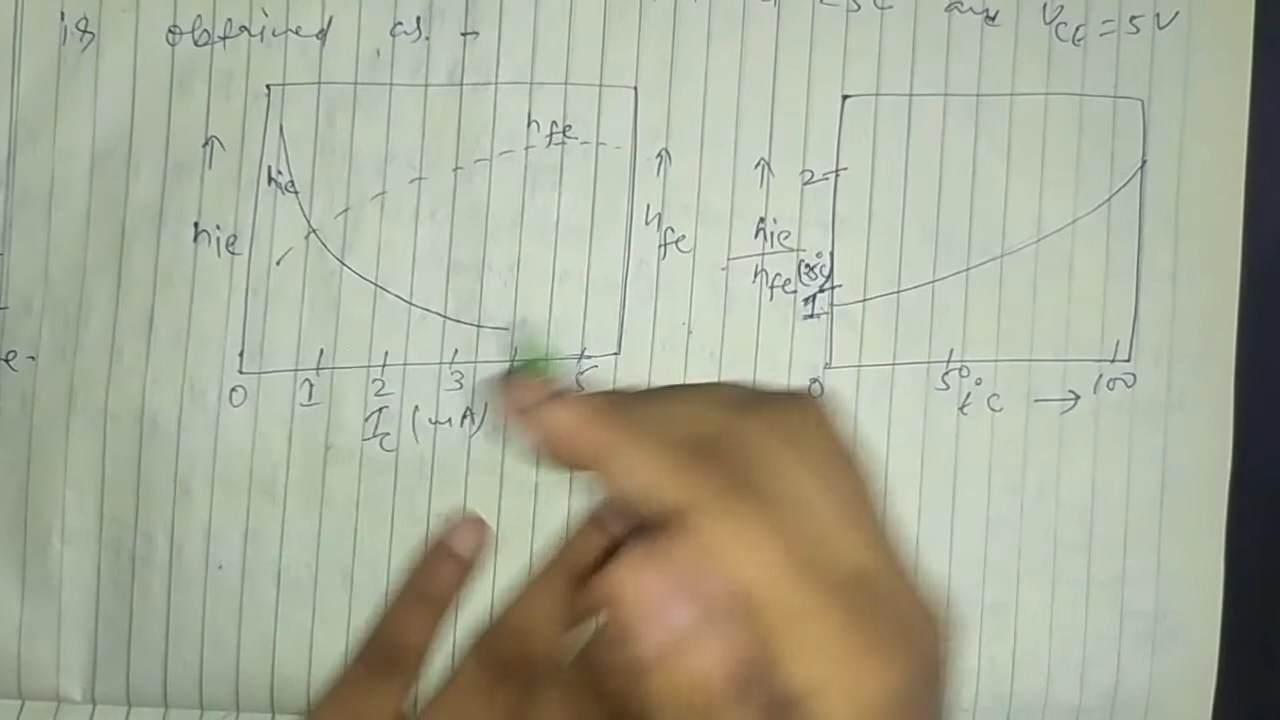 is obtained as -
and VCE = 5V
hie
hfe
hie
hfe
hie
hfe (25°C)
2
1
0 1 2 3 5
IC (mA)
0 50 100
t°C →